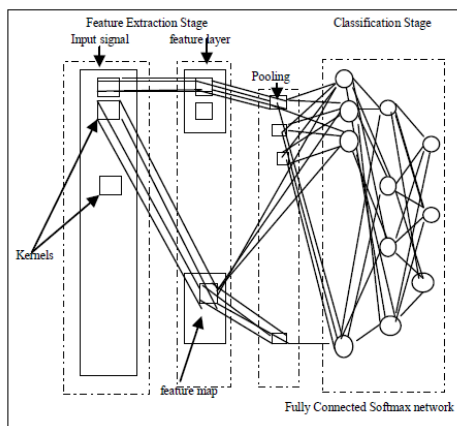 Feature Extraction Stage
Classification Stage
Input signal
feature layer
Pooling
Kernels
feature map
Fully Connected Softmax network